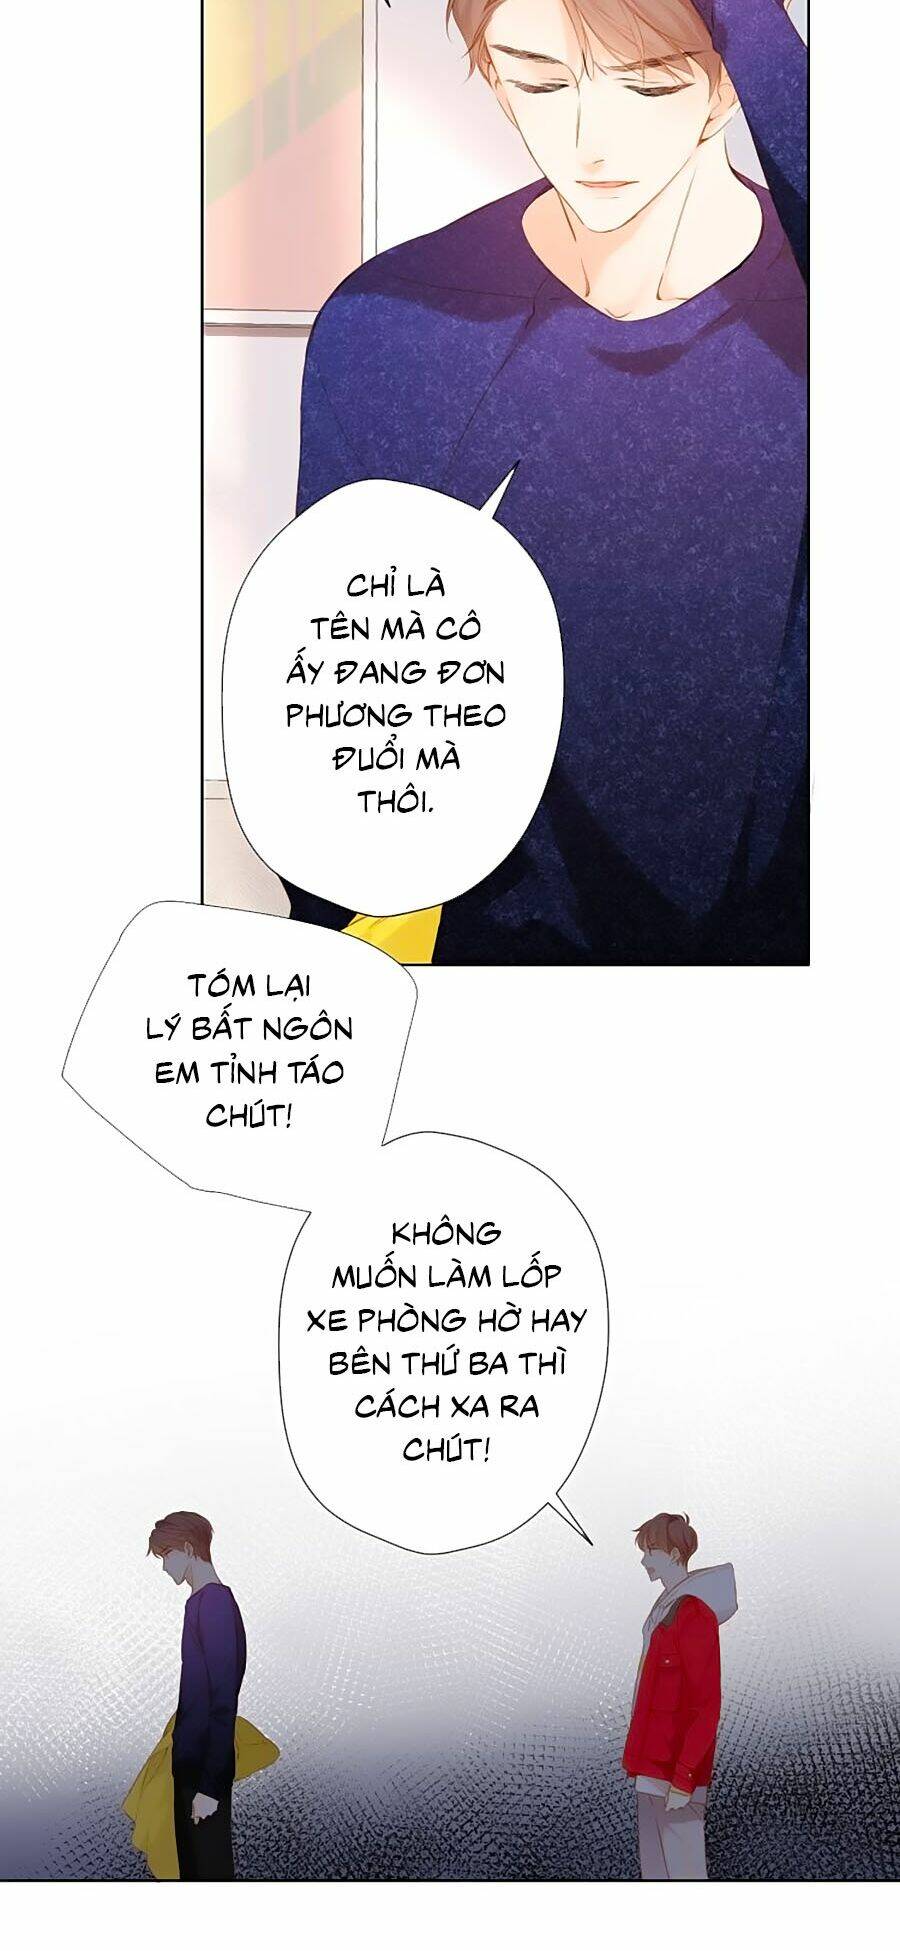 CHỈ LÀ
TÊN MÀ CÔ
ẤY ĐANG ĐƠN
PHƯƠNG THEO
ĐUỔI MÀ
THÔI.
TÓM LẠI
LÝ BẤT NGÔN
EM TỈNH TÁO
CHÚT!
KHÔNG
MUỐN LÀM LỐP
XE PHÒNG HỜ HAY
BÊN THỨ BA THÌ
CÁCH XA RA
CHÚT!